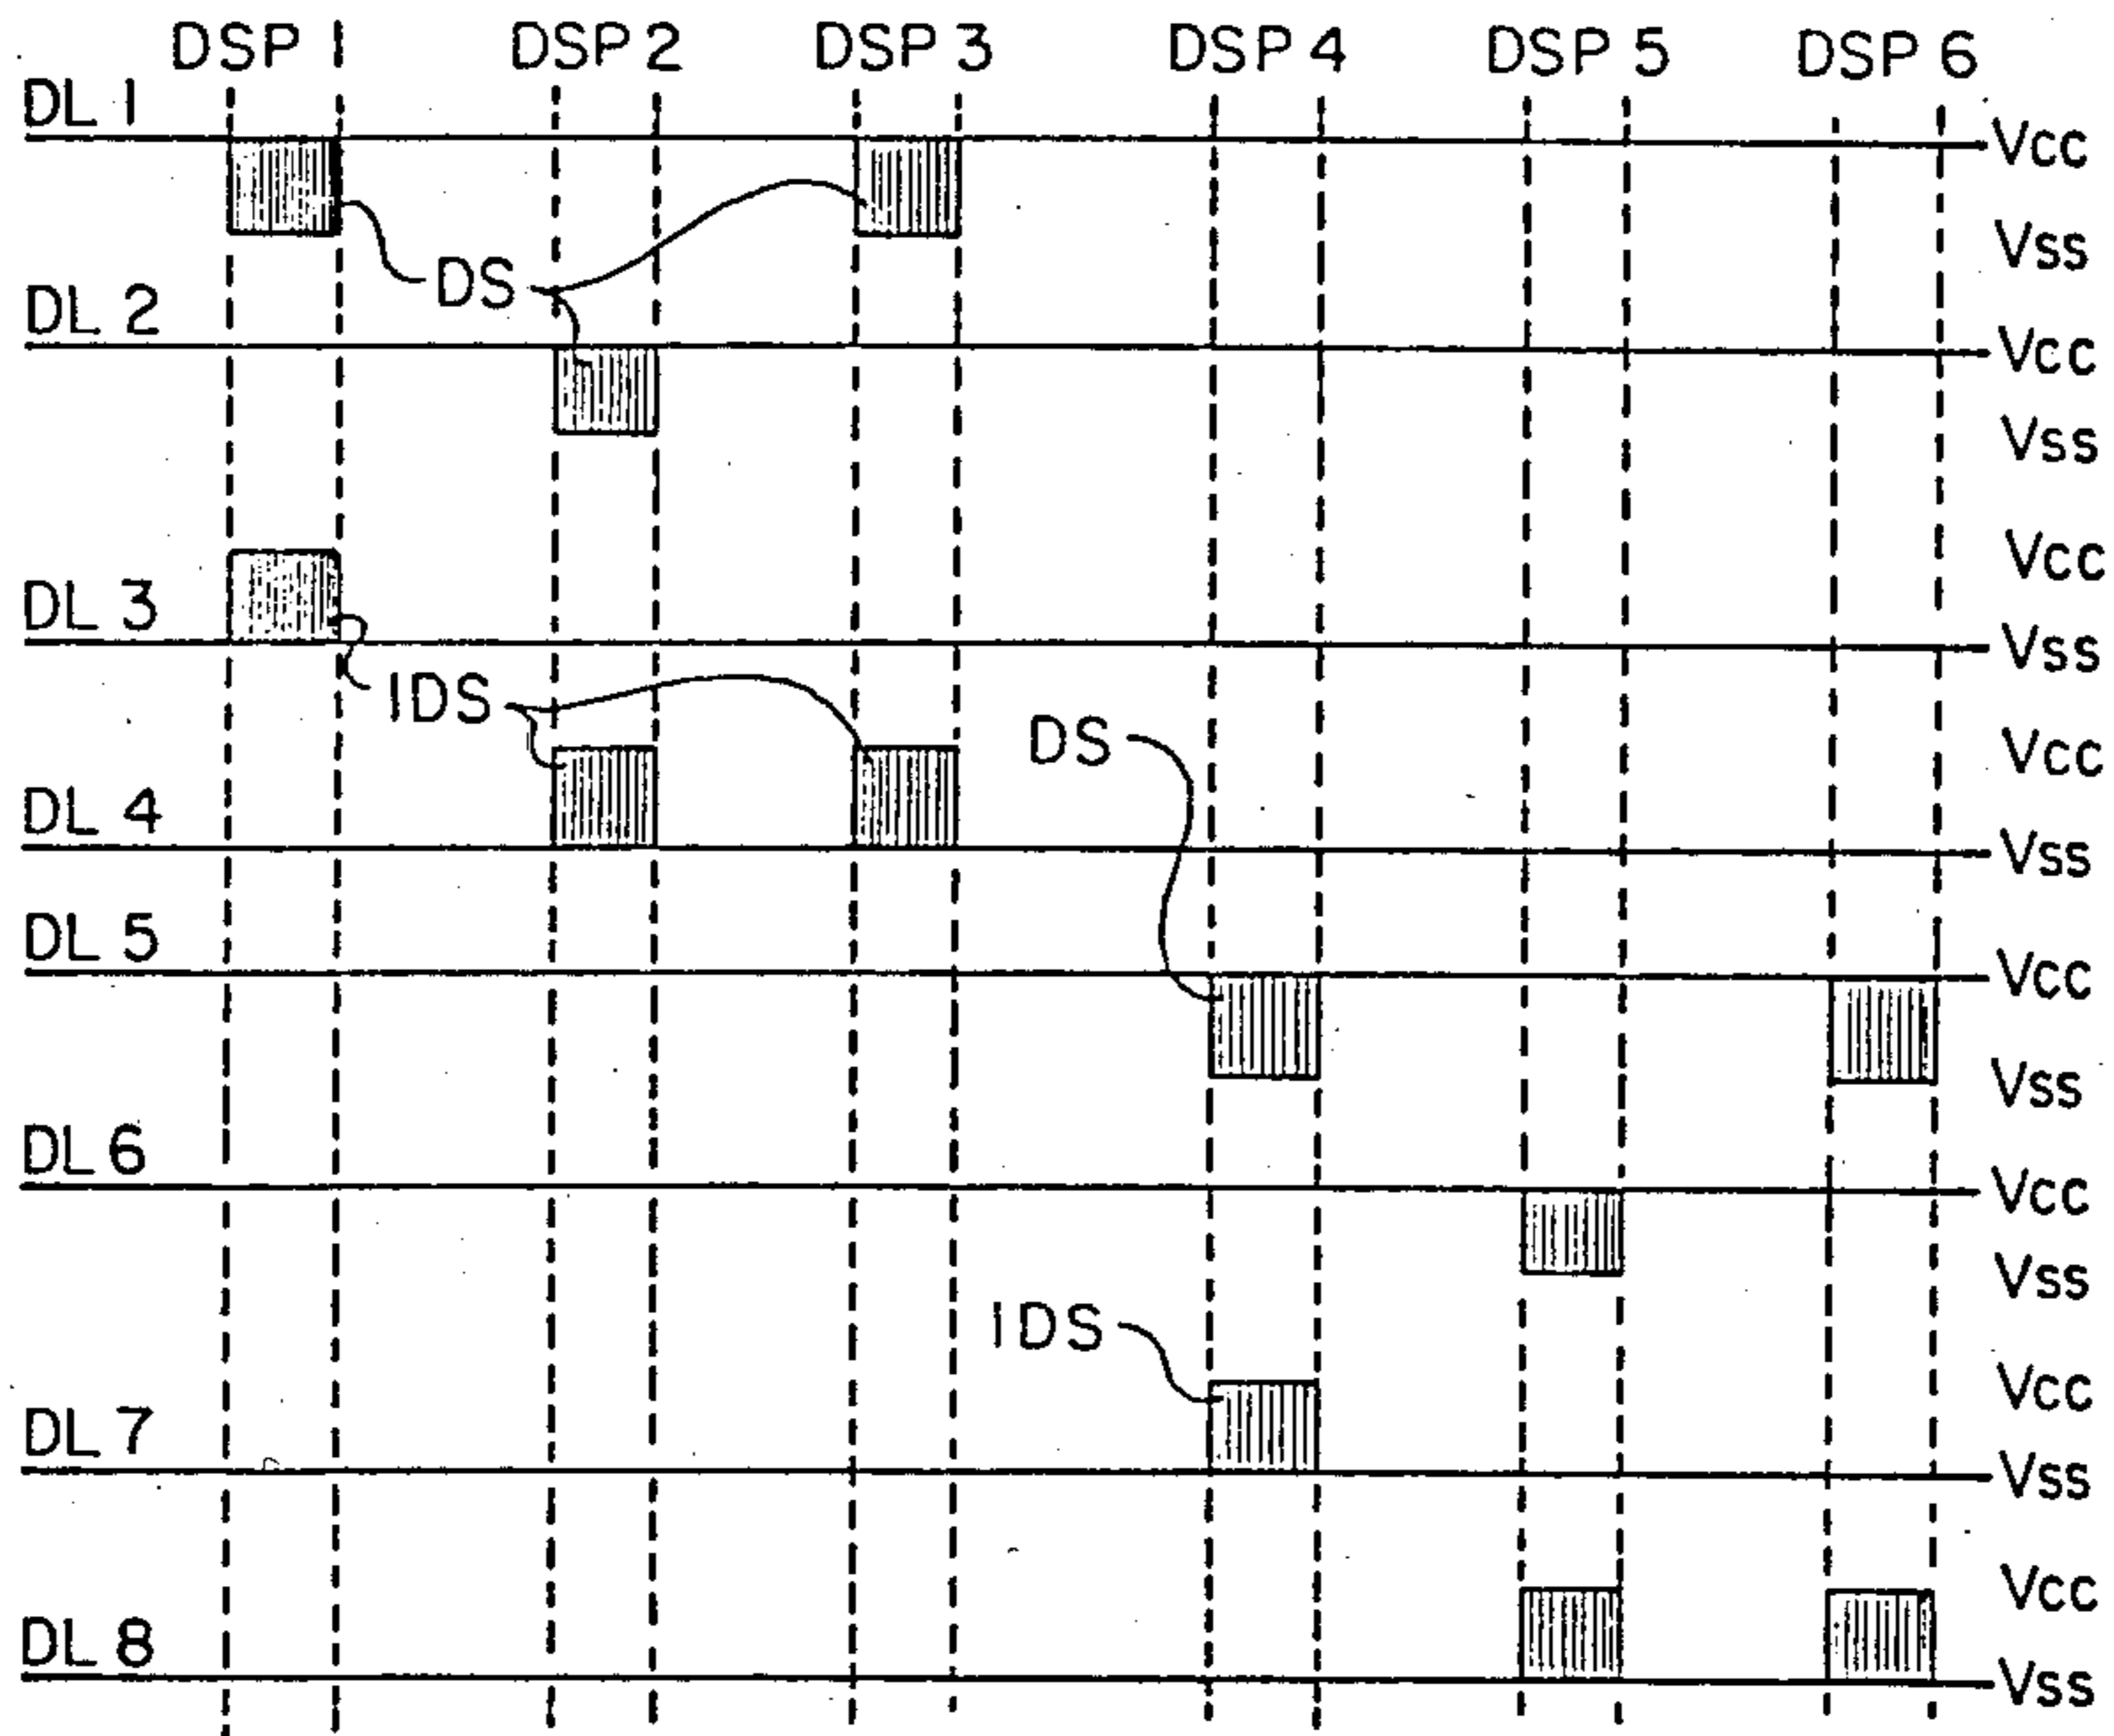 DSP 1 DSP 2 DSP 3 DSP 4 DSP 5 DSP 6
DL 1
Vcc
Vss
DS
DL 2
Vcc
Vss
Vcc
DL 3
Vss
IDS
DS
Vcc
DL 4
Vss
DL 5
Vcc
Vss
DL 6
Vcc
Vss
IDS
Vcc
DL 7
Vss
Vcc
DL 8
Vss